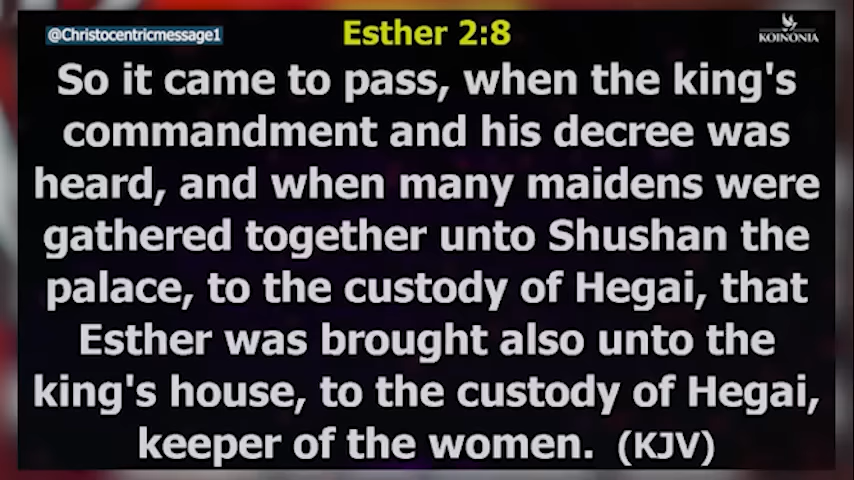 @Christocentricmessage1
Esther 2:8
KOINONIA
So it came to pass, when the king's
commandment and his decree was
heard, and when many maidens were
gathered together unto Shushan the
palace, to the custody of Hegai, that
Esther was brought also unto the
king's house, to the custody of Hegai,
keeper of the women. (KJV)